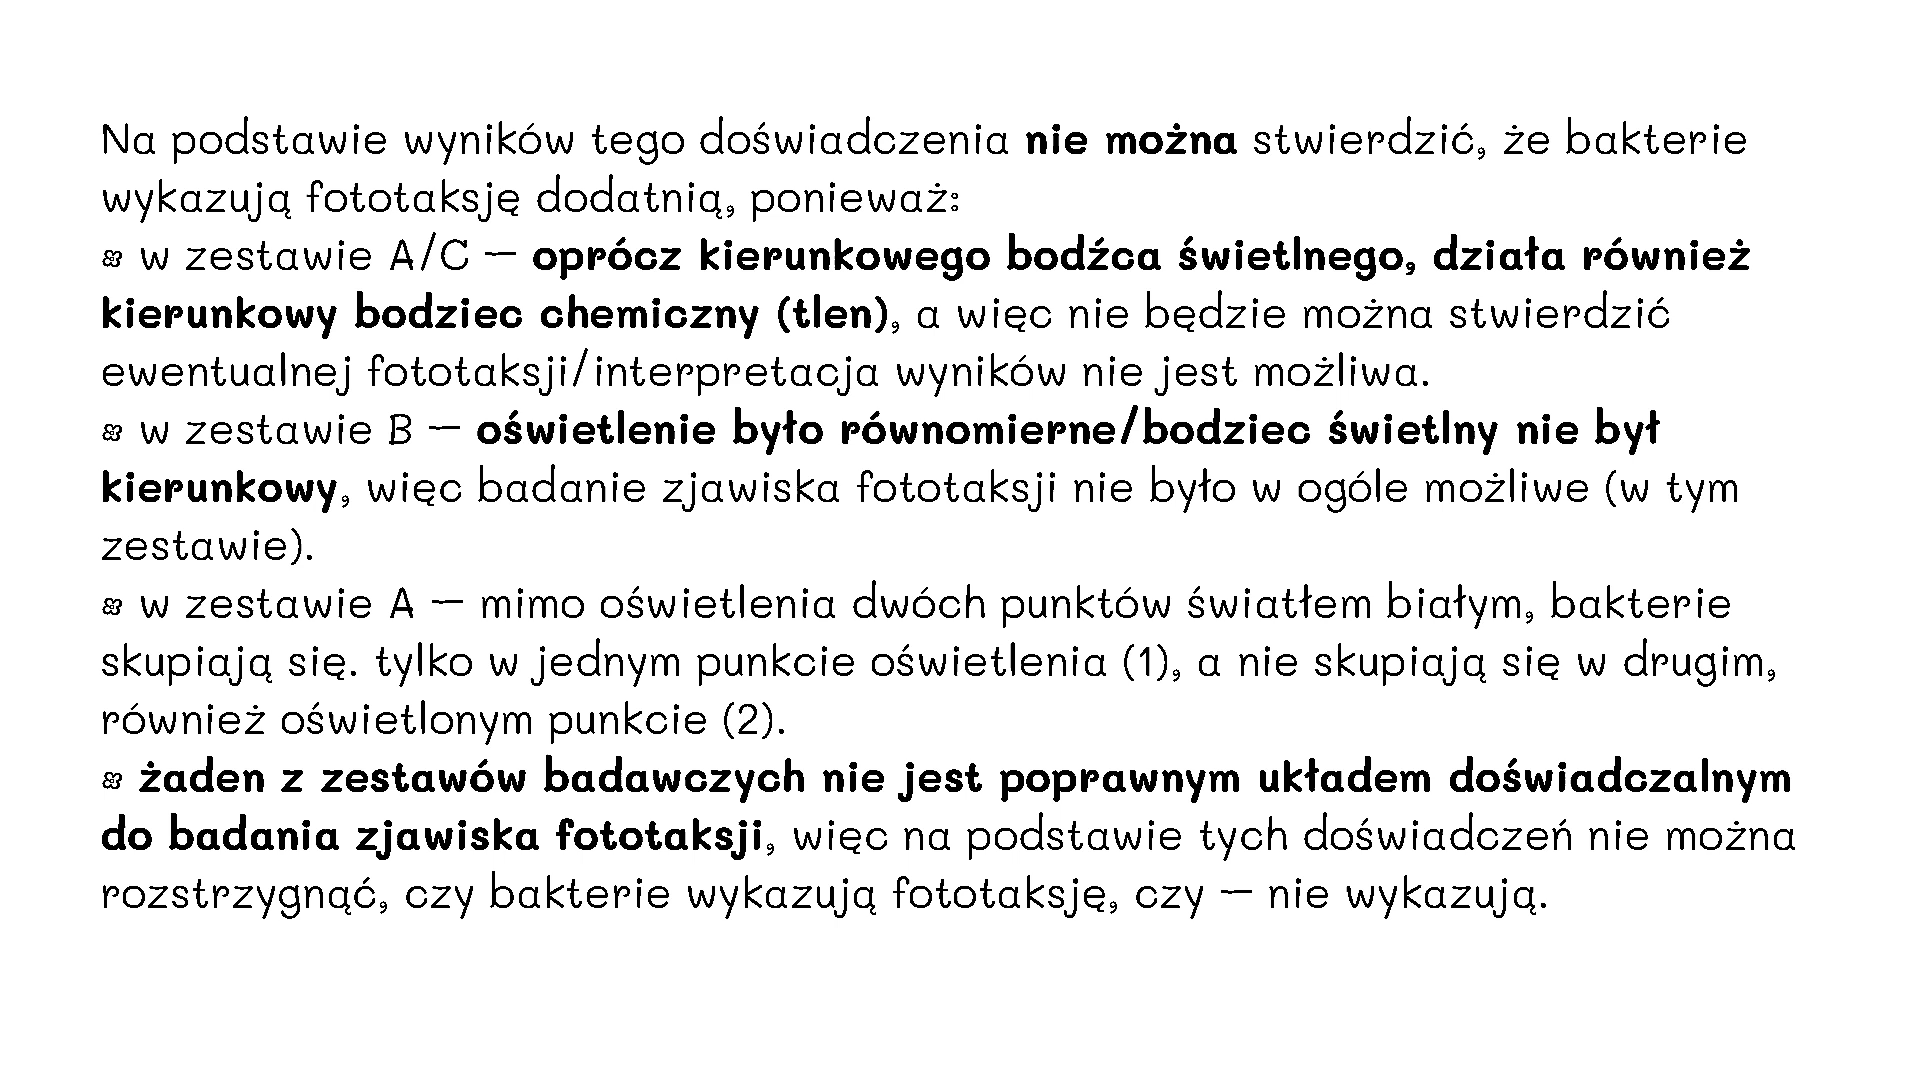 Na podstawie wyników tego doświadczenia nie można stwierdzić, że bakterie
wykazują fototaksję dodatnią, ponieważ:
w zestawie A/C – oprócz kierunkowego bodźca świetlnego, działa również
kierunkowy bodziec chemiczny (tlen), a więc nie będzie można stwierdzić
ewentualnej fototaksji/interpretacja wyników nie jest możliwa.
w zestawie B – oświetlenie było równomierne/bodziec świetlny nie był
kierunkowy, więc badanie zjawiska fototaksji nie było w ogóle możliwe (w tym
zestawie).
w zestawie A – mimo oświetlenia dwóch punktów światłem białym, bakterie
skupiają się. tylko w jednym punkcie oświetlenia (1), a nie skupiają się w drugim,
również oświetlonym punkcie (2).
żaden z zestawów badawczych nie jest poprawnym układem doświadczalnym
do badania zjawiska fototaksji, więc na podstawie tych doświadczeń nie można
rozstrzygnąć, czy bakterie wykazują fototaksję, czy – nie wykazują.